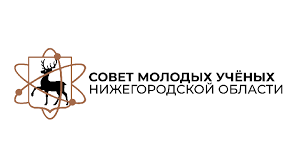 СОВЕТ МОЛОДЫХ УЧЁНЫХ
НИЖЕГОРОДСКОЙ ОБЛАСТИ